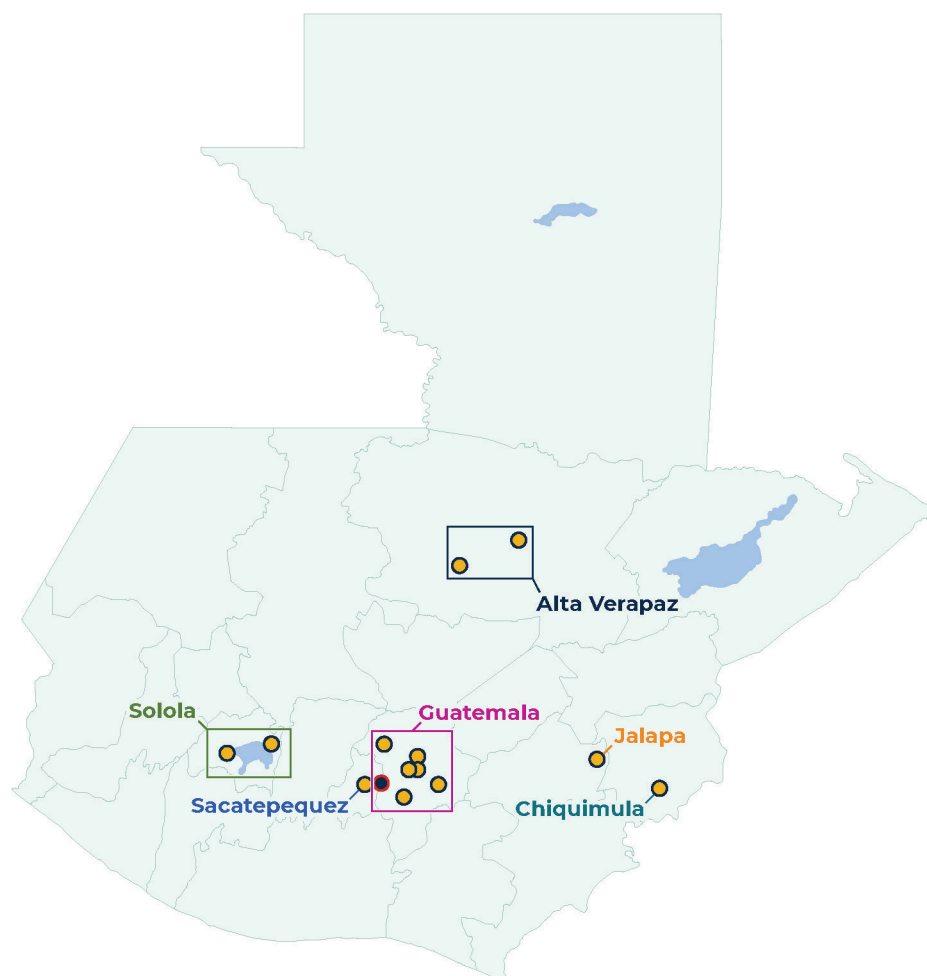 Alta Verapaz
Solola
Guatemala
Jalapa
Sacatepequez
Chiquimula